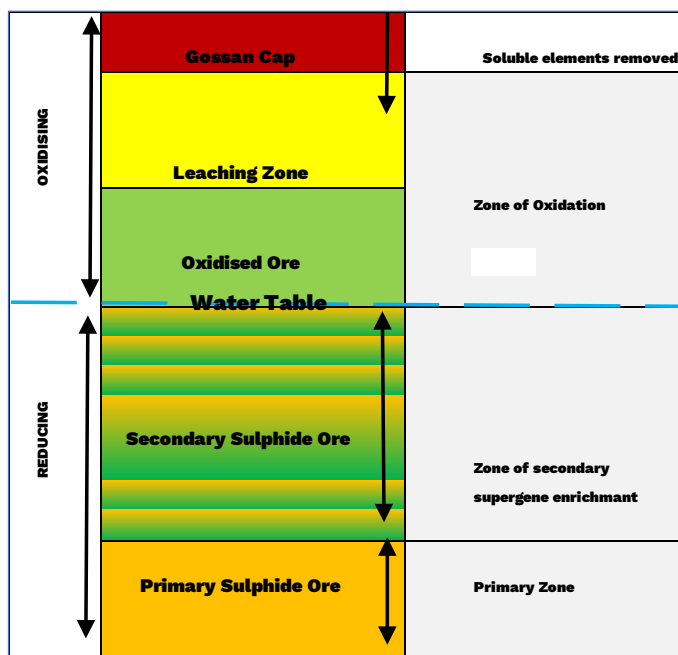 Gossan Cap
Soluble elements removed
OXIDISING
Leaching Zone
Zone of Oxidation
Oxidised Ore
Water Table
REDUCING
Secondary Sulphide Ore
Zone of secondary
supergene enrichmant
Primary Sulphide Ore
Primary Zone